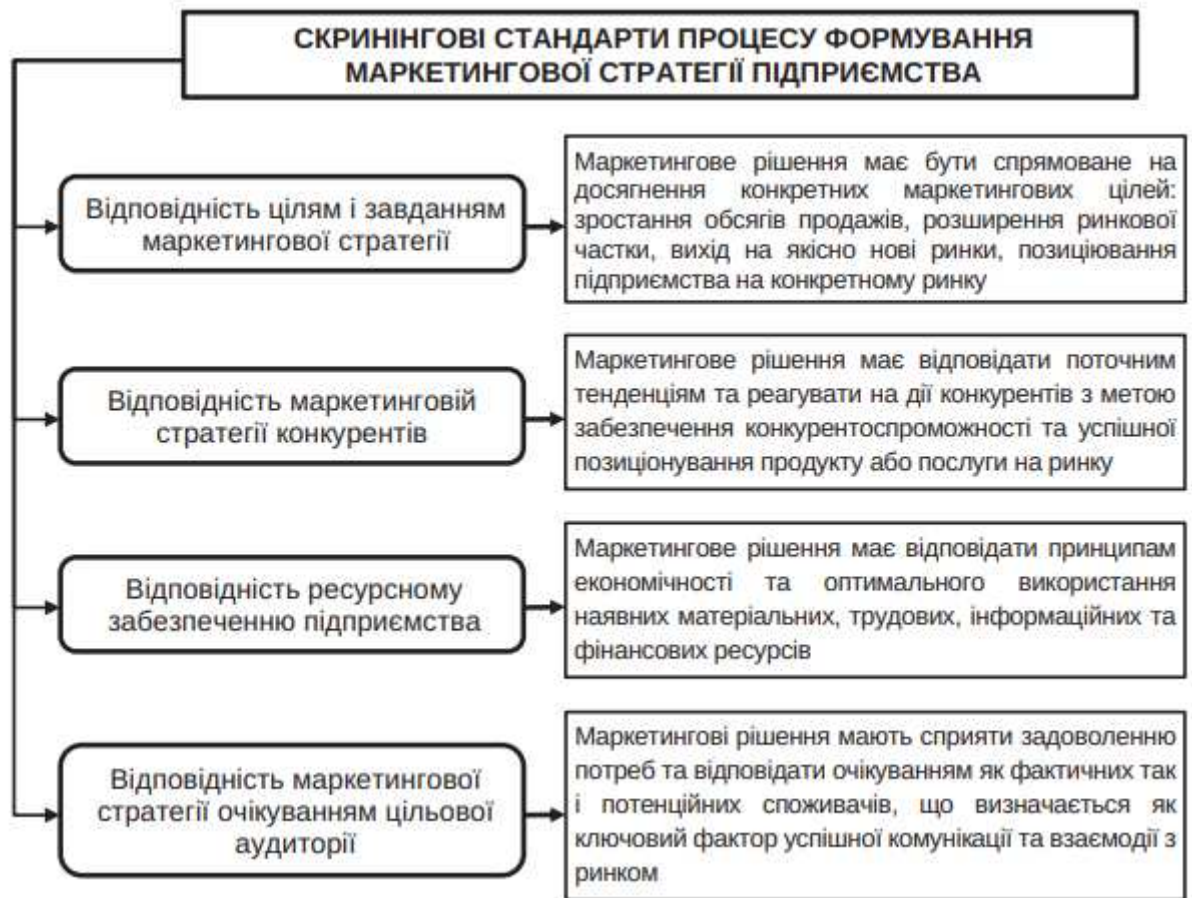 СКРИНІНГОВІ СТАНДАРТИ ПРОЦЕСУ ФОРМУВАННЯ
МАРКЕТИНГОВОЇ СТРАТЕГІЇ ПІДПРИЄМСТВА
Відповідність цілям і завданням
маркетингової стратегії
Маркетингове рішення має бути спрямоване на
досягнення конкретних маркетингових цілей:
зростання обсягів продажів, розширення ринкової
частки, вихід на якісно нові ринки, позиціювання
підприємства на конкретному ринку
Відповідність маркетинговій
стратегії конкурентів
Маркетингове рішення має відповідати поточним
тенденціям та реагувати на дії конкурентів з метою
забезпечення конкурентоспроможності та успішної
позиціонування продукту або послуги на ринку
Відповідність ресурсному
забезпеченню підприємства
Маркетингове рішення має відповідати принципам
економічності та оптимального використання
наявних матеріальних, трудових, інформаційних та
фінансових ресурсів
Відповідність маркетингової
стратегії очікуванням цільової
аудиторії
Маркетингові рішення мають сприяти задоволенню
потреб та відповідати очікуванням як фактичних так
і потенційних споживачів, що визначається як
ключовий фактор успішної комунікації та взаємодії з
ринком